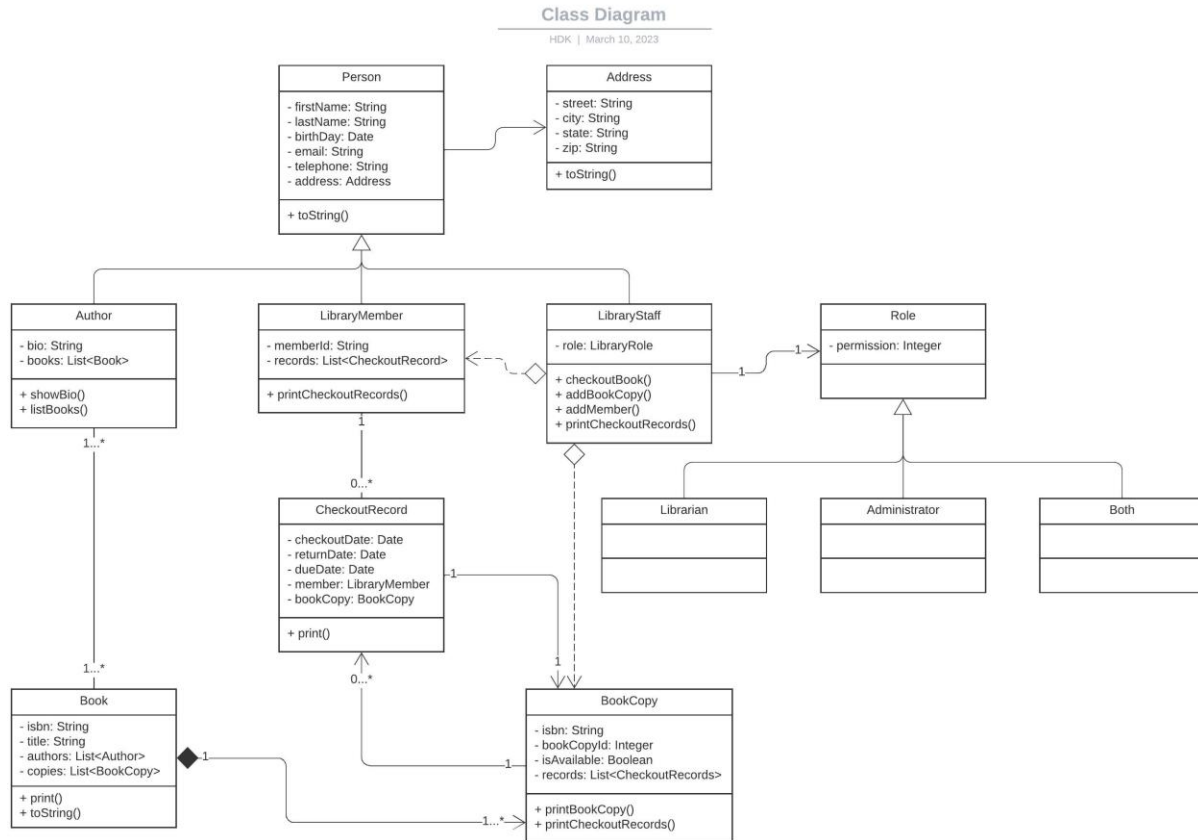 Class Diagram
HDK | March 10, 2023
Person
- firstName: String
- lastName: String
- birthDay: Date
- email: String
- telephone: String
- address: Address
+ toString()
Address
- street: String
- city: String
- state: String
- zip: String
+ toString()
Author
- bio: String
- books: List<Book>
+ showBio()
+ listBooks()
1...*
LibraryMember
- memberId: String
- records: List<CheckoutRecord>
+ printCheckoutRecords()
1
LibraryStaff
- role: LibraryRole
+ checkoutBook()
+ addBookCopy()
+ addMember()
+ printCheckoutRecords()
1
1
Role
- permission: Integer
0...*
CheckoutRecord
- checkoutDate: Date
- returnDate: Date
- dueDate: Date
- member: LibraryMember
- bookCopy: BookCopy
+ print()
1
1
0...*
Librarian
Administrator
Both
1...*
Book
- isbn: String
- title: String
- authors: List<Author>
- copies: List<BookCopy>
+ print()
+ toString()
1
1...*
1
BookCopy
- isbn: String
- bookCopyId: Integer
- isAvailable: Boolean
- records: List<CheckoutRecords>
+ printBookCopy()
+ printCheckoutRecords()